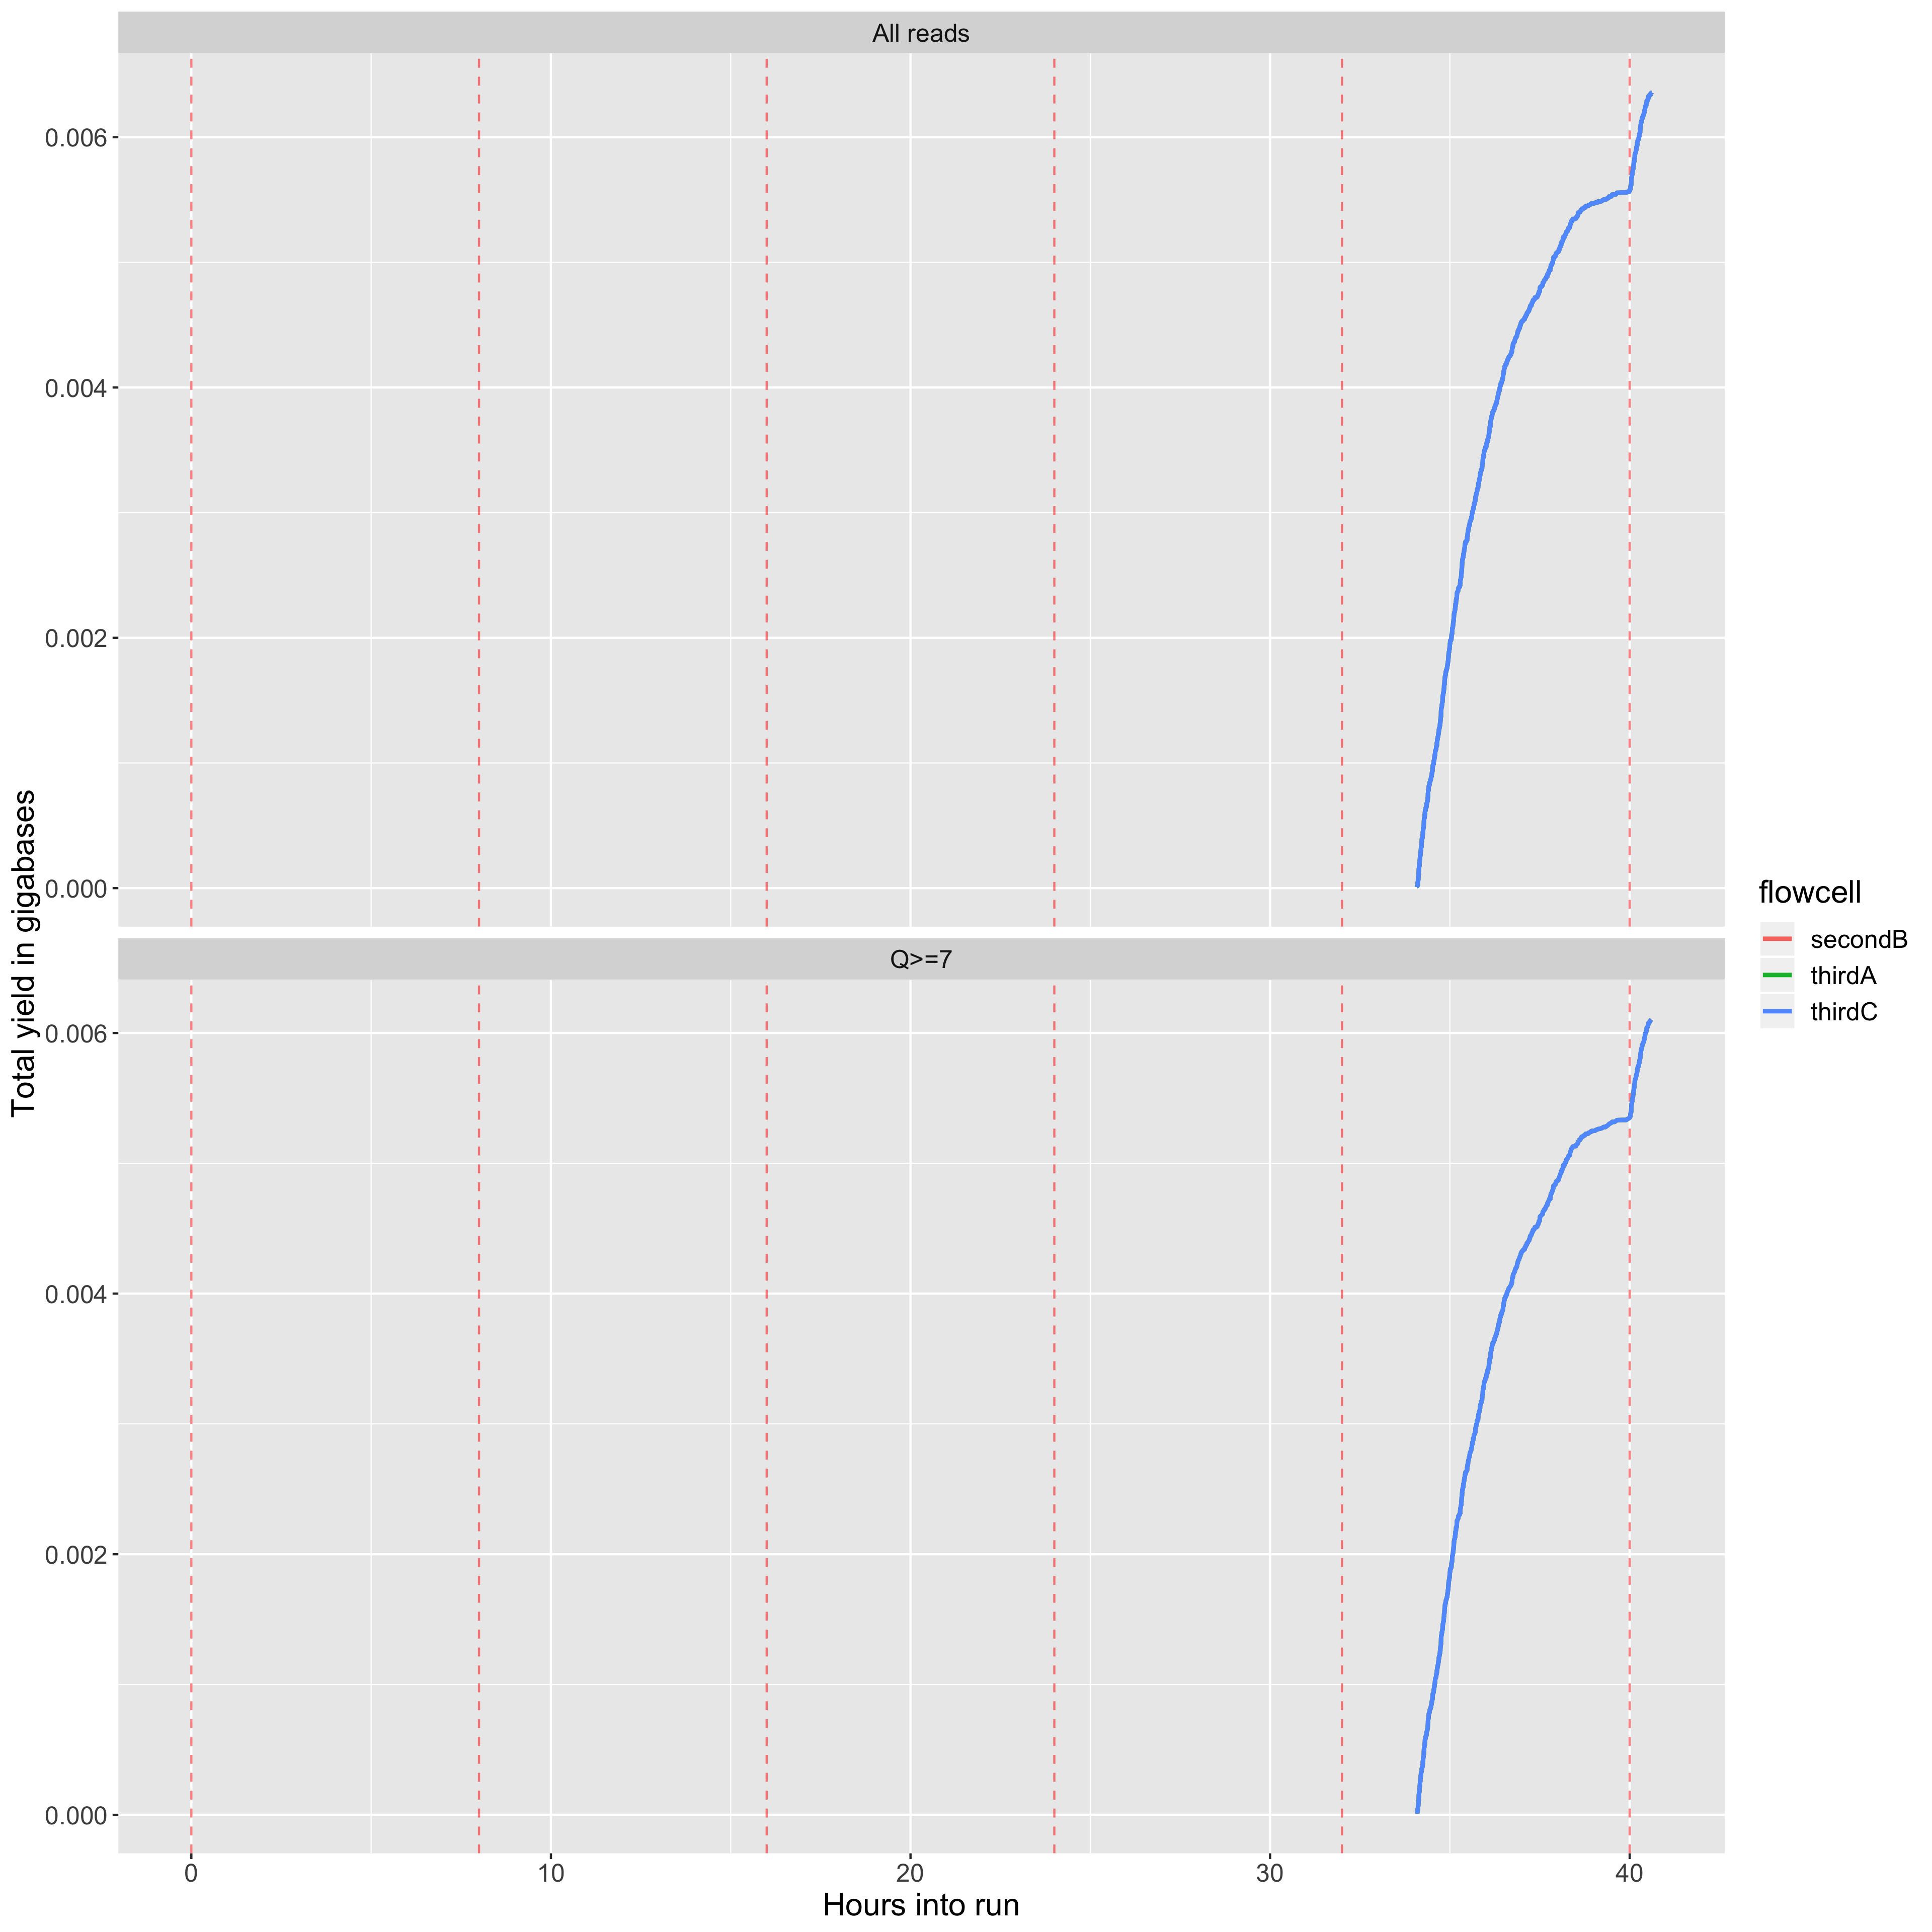 All reads
0.006
0.004
0.002
0.000
Total yield in gigabases
Q>=7
0.006
0.004
0.002
0.000
0 10 20 30 40
Hours into run
flowcell
secondB
thirdA
thirdC